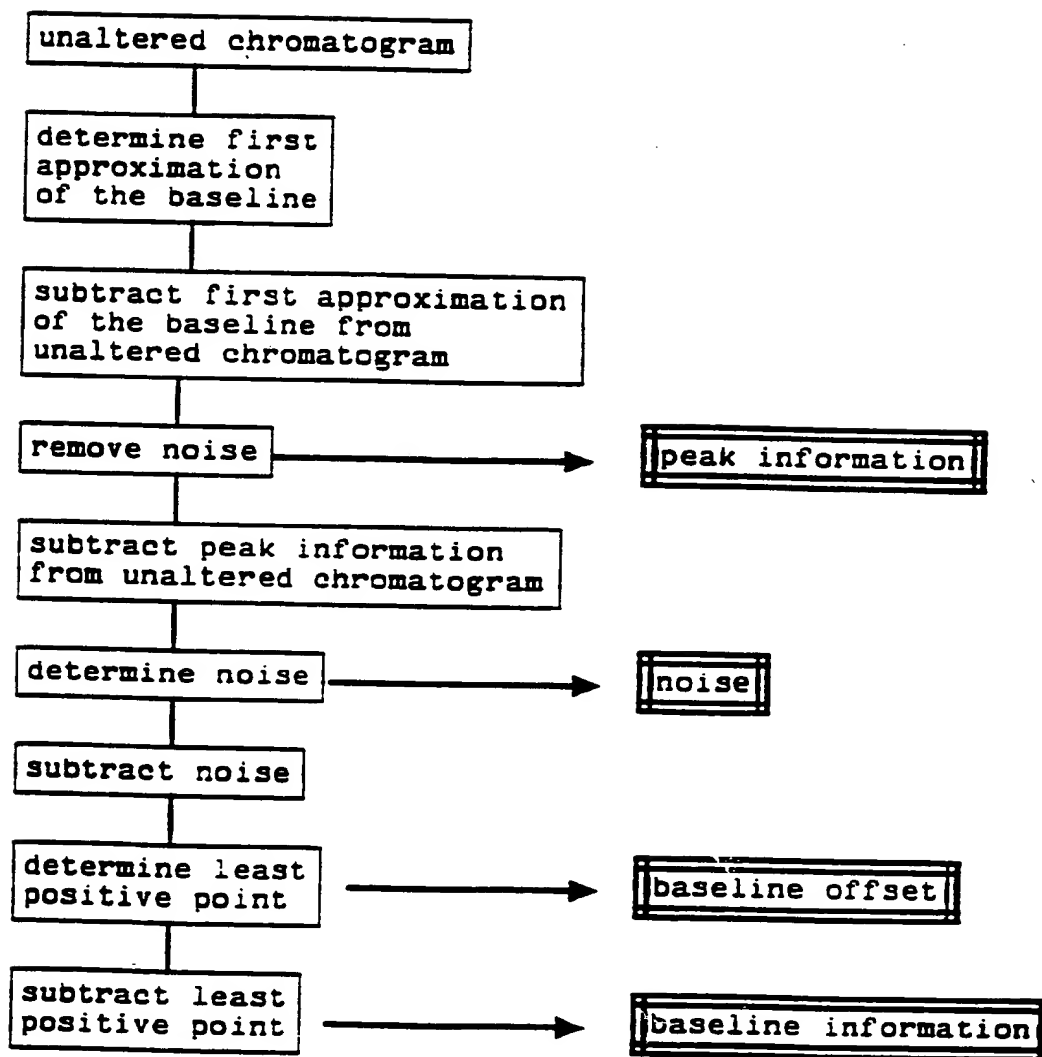 unaltered chromatogram
determine first
approximation
of the baseline
subtract first approximation
of the baseline from
unaltered chromatogram
remove noise
peak information
subtract peak information
from unaltered chromatogram
determine noise
noise
subtract noise
determine least
positive point
baseline offset
subtract least
positive point
baseline information